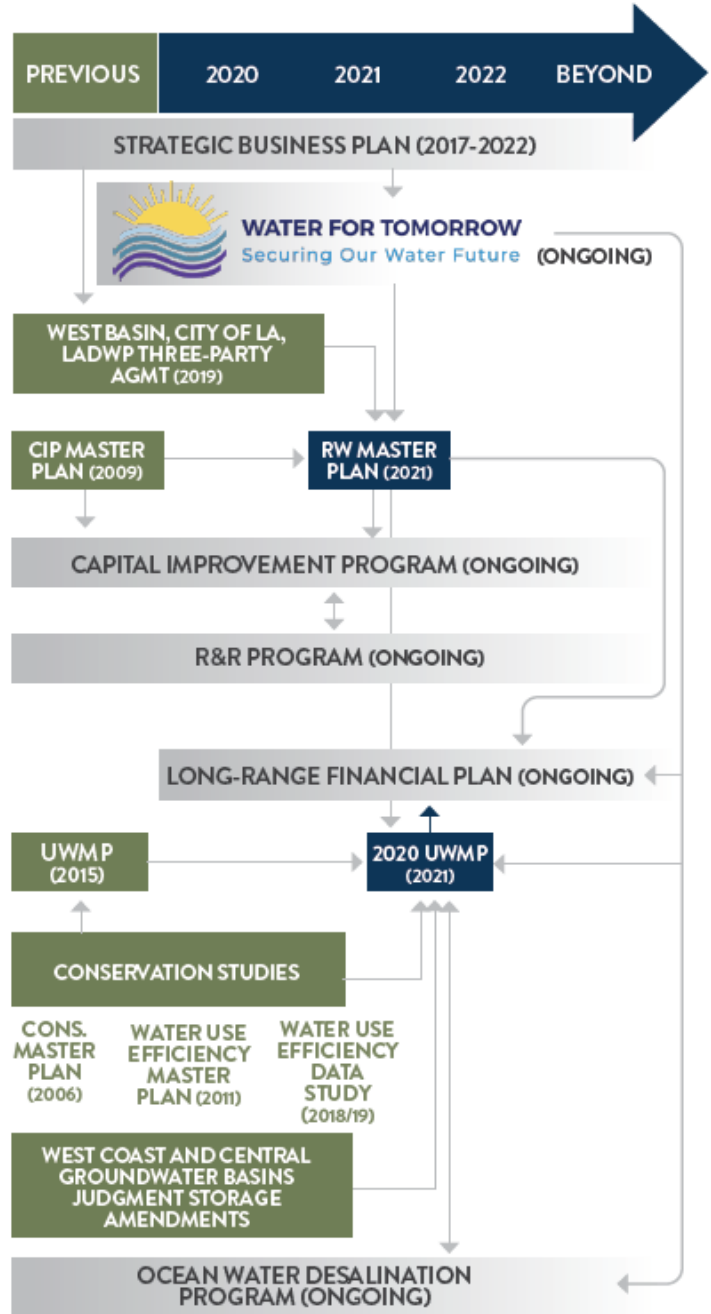 PREVIOUS 2020 2021 2022 BEYOND
STRATEGIC BUSINESS PLAN (2017-2022)
WATER FOR TOMORROW
Securing Our Water Future (ONGOING)
WEST BASIN, CITY OF LA,
LADWP THREE-PARTY
AGMT (2019)
CIP MASTER
PLAN (2009)
RW MASTER
PLAN (2021)
CAPITAL IMPROVEMENT PROGRAM (ONGOING)
R&R PROGRAM (ONGOING)
LONG-RANGE FINANCIAL PLAN (ONGOING)
UWMP
(2015)
2020 UWMP
(2021)
CONSERVATION STUDIES
CONS.
MASTER
PLAN
(2006)
WATER USE
EFFICIENCY
MASTER
PLAN (2011)
WATER USE
EFFICIENCY
DATA
STUDY
(2018/19)
WEST COAST AND CENTRAL
GROUNDWATER BASINS
JUDGMENT STORAGE
AMENDMENTS
OCEAN WATER DESALINATION
PROGRAM (ONGOING)